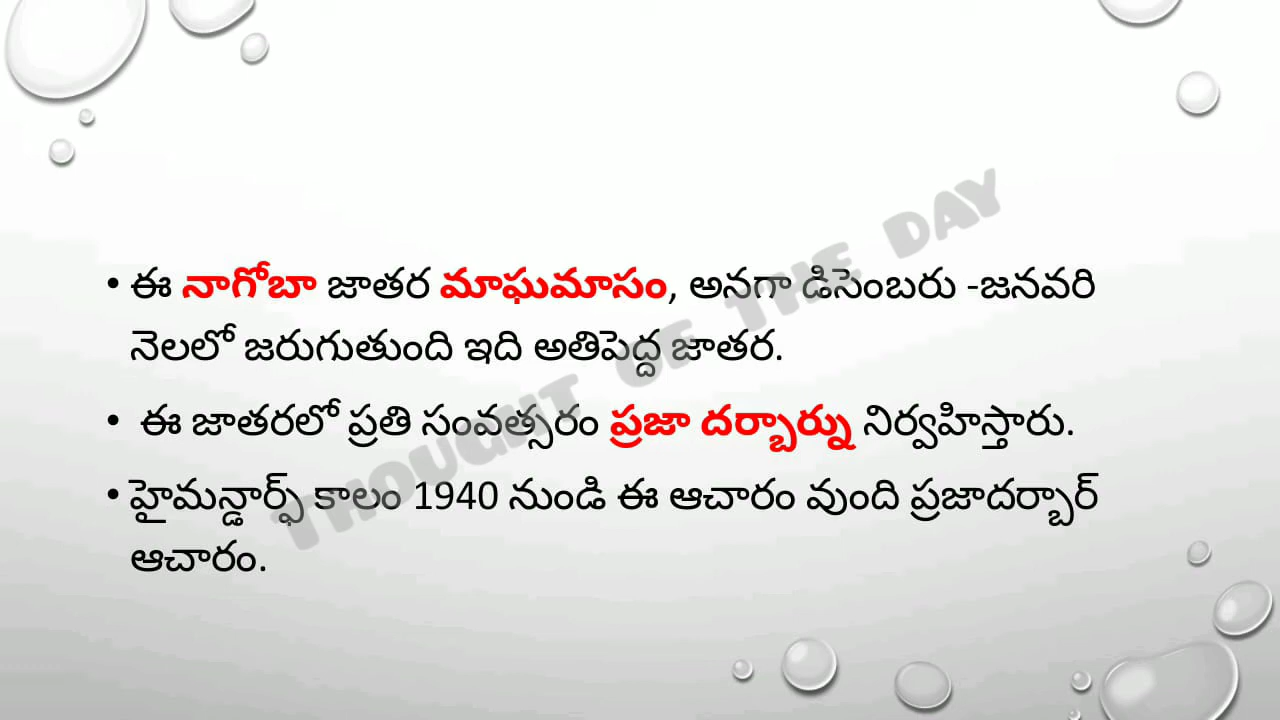 • ఈ నాగోబా జాతర మాఘమాసం, అనగా డిసెంబరు -జనవరి
నెలలో జరుగుతుంది ఇది అతిపెద్ద జాతర.
• ఈ జాతరలో ప్రతి సంవత్సరం ప్రజా దర్బార్ను నిర్వహిస్తారు.
• హైమన్డార్ఫ్ కాలం 1940 నుండి ఈ ఆచారం వుంది ప్రజాదర్బార్
ఆచారం.
THOUGHT OF THE DAY